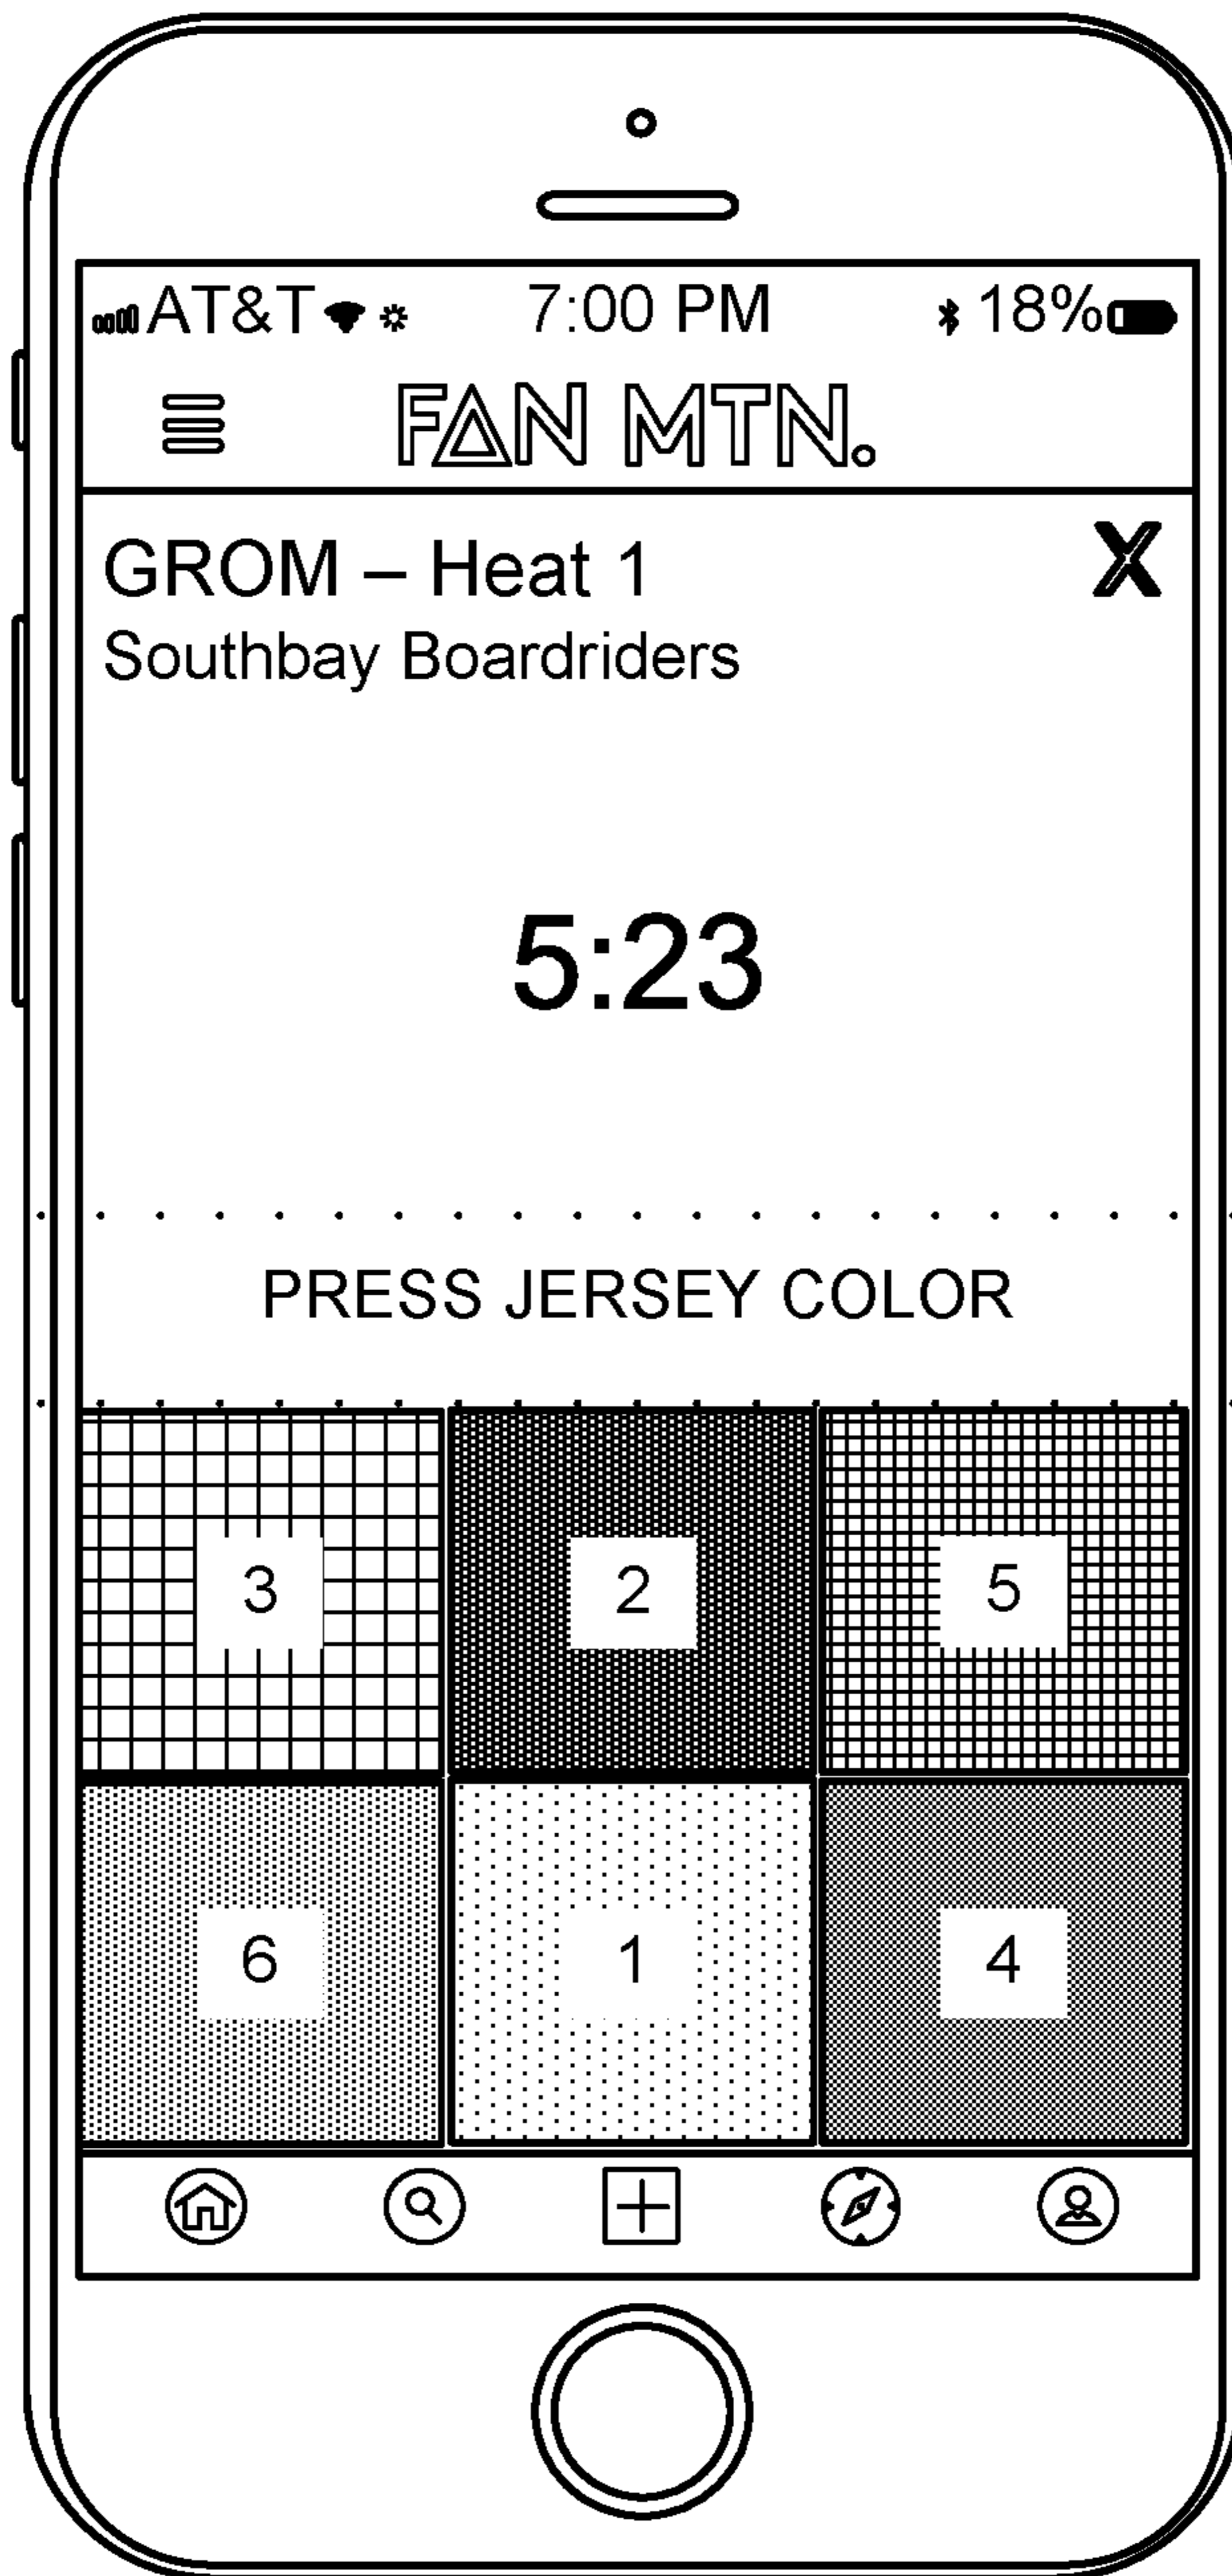 AT&T 7:00 PM 18%
FAN MTN.
GROM – Heat 1 X
Southbay Boardriders
5:23
PRESS JERSEY COLOR
3 2 5
6 1 4